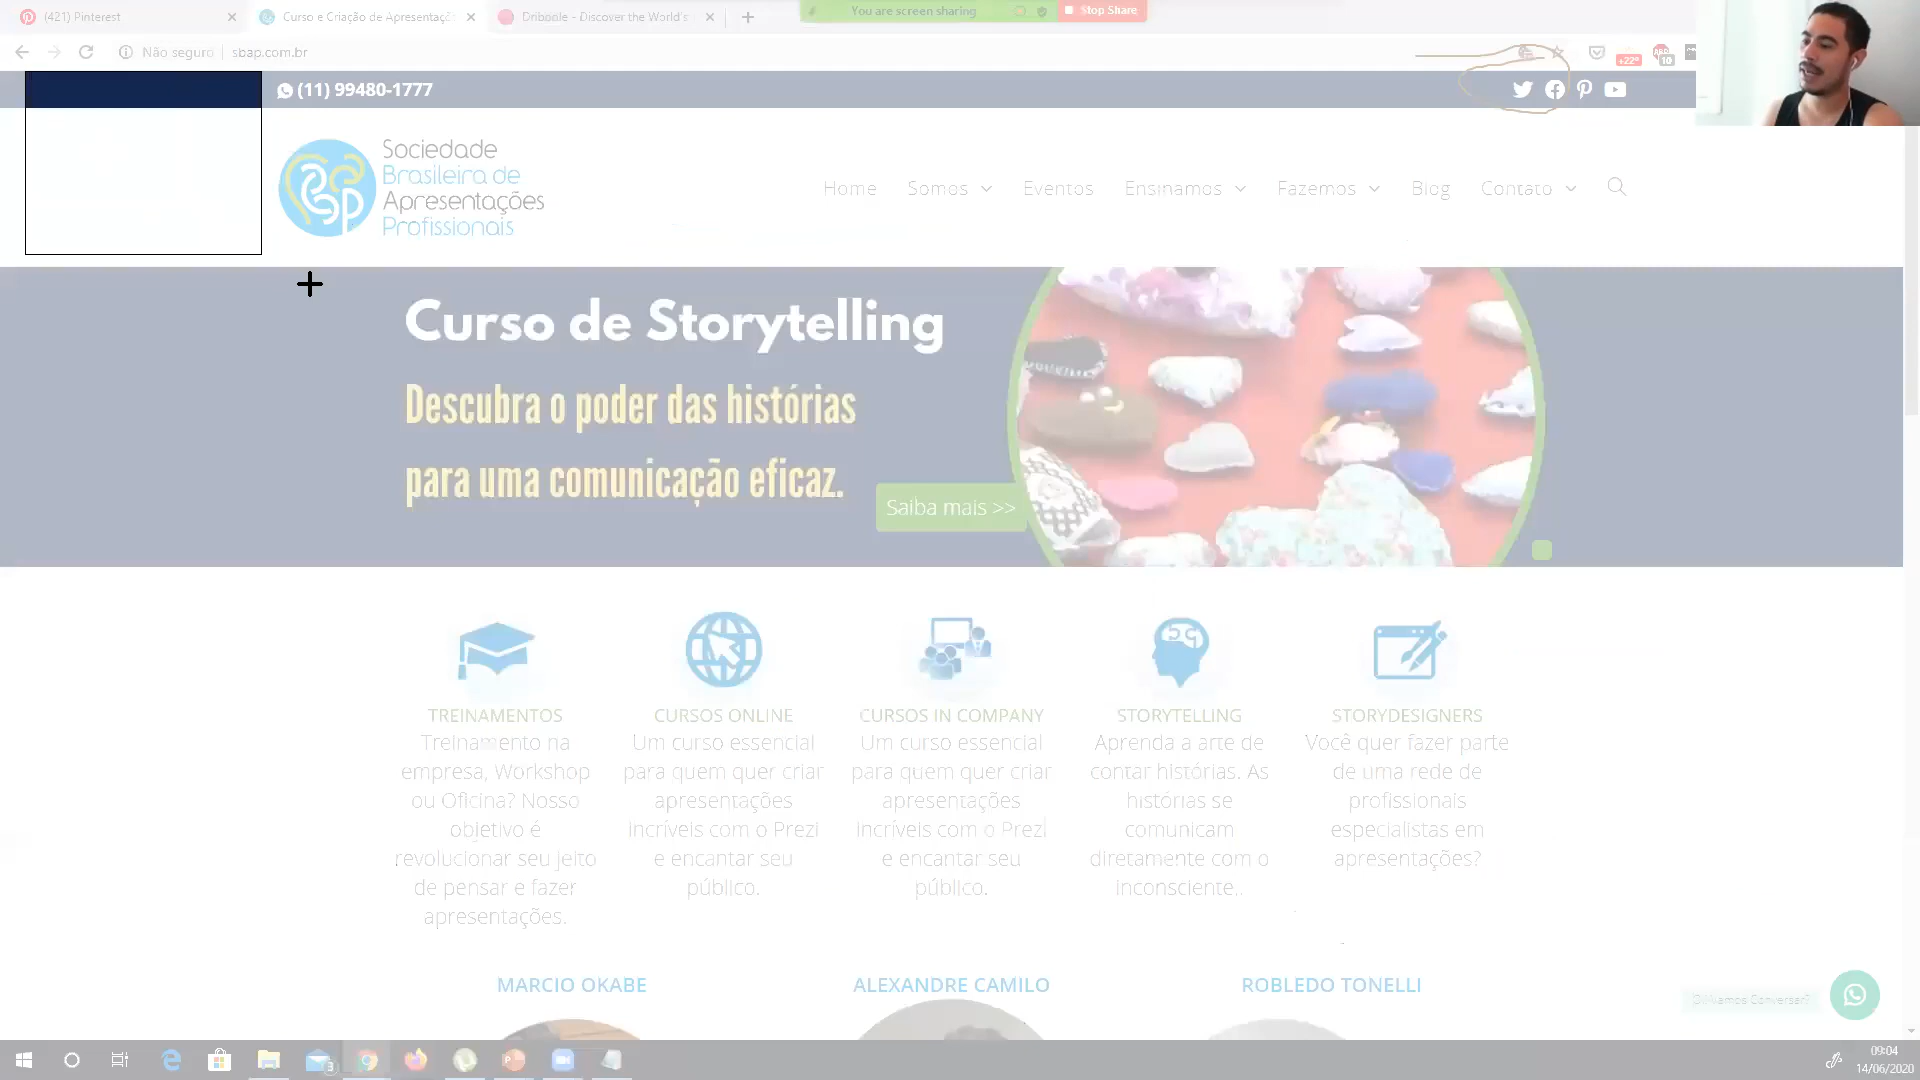 (421) Pinterest
Curso e Criação de Apresentaçõ
Dribbble - Discover the World's
You are screen sharing
Stop Share
Não seguro
sbap.com.br
+22°
10
(11) 99480-1777
Sociedade
Brasileira de
Apresentações
Profissionais
Home
Somos
Eventos
Ensinamos
Fazemos
Blog
Contato
Curso de Storytelling
Descubra o poder das histórias
para uma comunicação eficaz.
Saiba mais >>
TREINAMENTOS
Treinamento na
empresa, Workshop
ou Oficina? Nosso
objetivo é
revolucionar seu jeito
de pensar e fazer
apresentações.
CURSOS ONLINE
Um curso essencial
para quem quer criar
apresentações
incríveis com o Prezi
e encantar seu
público.
CURSOS IN COMPANY
Um curso essencial
para quem quer criar
apresentações
incríveis com o Prezi
e encantar seu
público.
STORYTELLING
Aprenda a arte de
contar histórias. As
histórias se
comunicam
diretamente com o
inconsciente..
STORYDESIGNERS
Você quer fazer parte
de uma rede de
profissionais
especialistas em
apresentações?
MARCIO OKABE
ALEXANDRE CAMILO
ROBLEDO TONELLI
Vamos Conversar?
3
09:04
14/06/2020